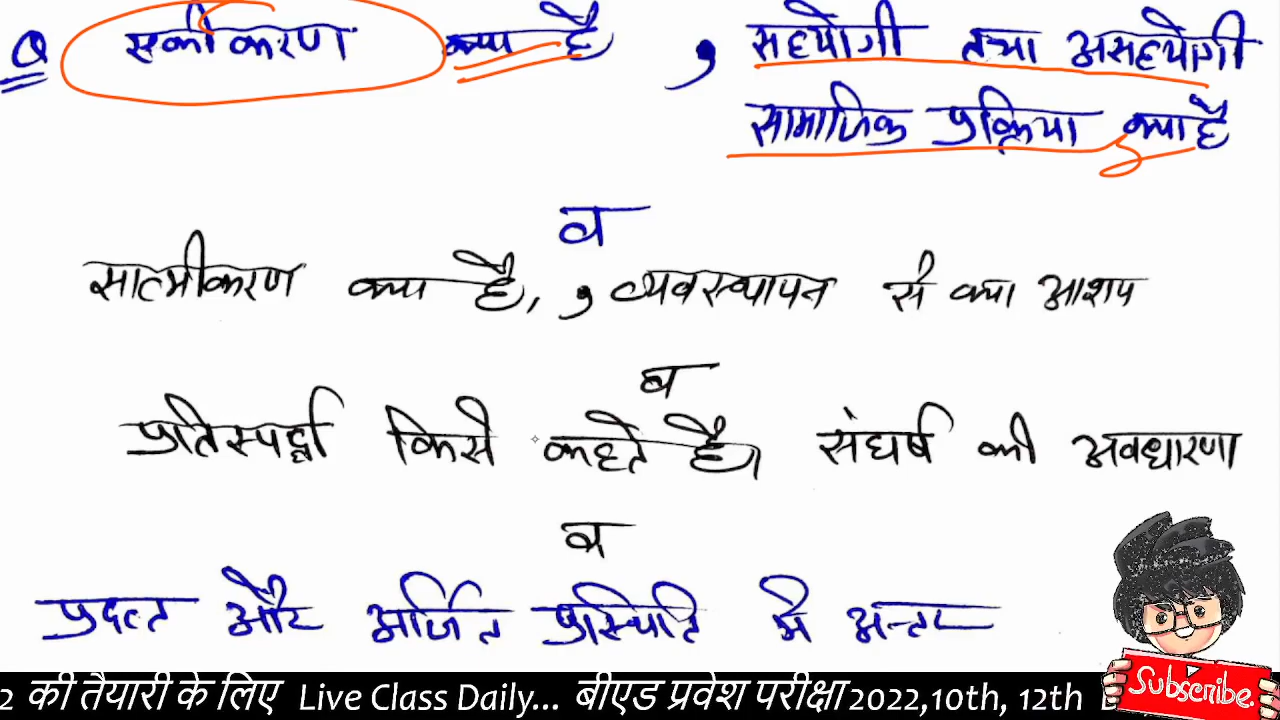 Q एकीकरण क्या है , सहयोगी तथा असहयोगी
सामाजिक प्रक्रिया क्या है
व
सात्मीकरण क्या है, , व्यवस्थापन से क्या आशय
व
प्रतिस्पर्द्धा किसे कहते है, संघर्ष की अवधारणा
व
प्रदत्त और अर्जित प्रस्थिति में अन्तर
Subscribe
2 की तैयारी के लिए Live Class Daily... बीएड प्रवेश परीक्षा 2022,10th, 12th